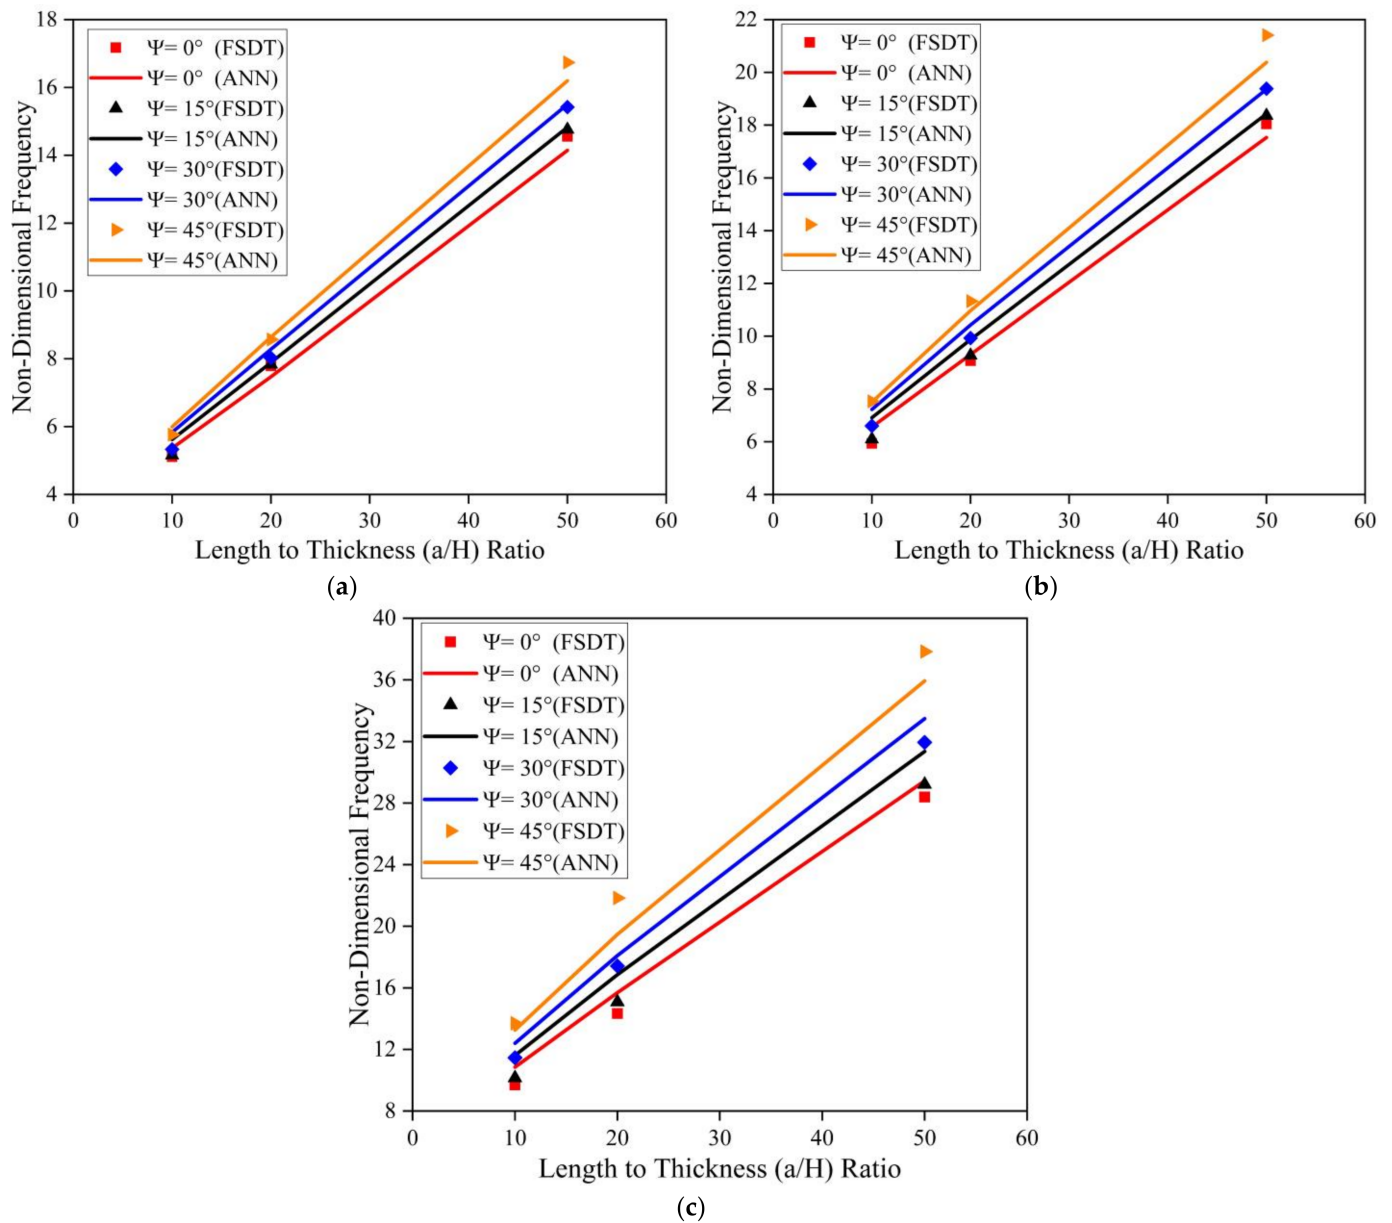 18
16
14
12
10
8
6
4
Non-Dimensional Frequency
Ψ= 0° (FSDT)
Ψ= 0° (ANN)
Ψ= 15°(FSDT)
Ψ= 15°(ANN)
Ψ= 30°(FSDT)
Ψ= 30°(ANN)
Ψ= 45°(FSDT)
Ψ= 45°(ANN)
0 10 20 30 40 50 60
Length to Thickness (a/H) Ratio
(a)
22
20
18
16
14
12
10
8
6
4
Non-Dimensional Frequency
Ψ= 0° (FSDT)
Ψ= 0° (ANN)
Ψ= 15°(FSDT)
Ψ= 15°(ANN)
Ψ= 30°(FSDT)
Ψ= 30°(ANN)
Ψ= 45°(FSDT)
Ψ= 45°(ANN)
0 10 20 30 40 50 60
Length to Thickness (a/H) Ratio
(b)
40
36
32
28
24
20
16
12
8
Non-Dimensional Frequency
Ψ= 0° (FSDT)
Ψ= 0° (ANN)
Ψ= 15°(FSDT)
Ψ= 15°(ANN)
Ψ= 30°(FSDT)
Ψ= 30°(ANN)
Ψ= 45°(FSDT)
Ψ= 45°(ANN)
0 10 20 30 40 50 60
Length to Thickness (a/H) Ratio
(c)